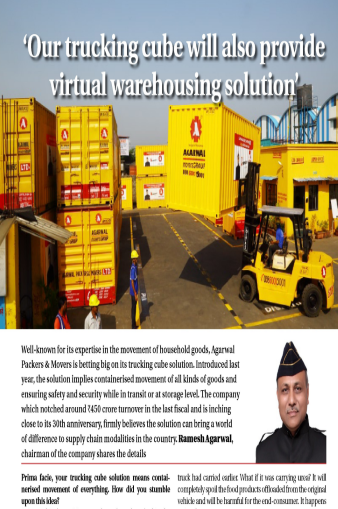 'Our trucking cube will also provide
virtual warehousing solution'
AGARWAL
Well-known for its expertise in the movement of household goods, Agarwal
Packers & Movers is betting big on its trucking cube solution. Introduced last
year, the solution implies containerised movement of all kinds of goods and
ensuring safety and security while in transit or at storage level. The company
which notched around ₹450 crore turnover in the last fiscal and is inching
close to its 30th anniversary, firmly believes the solution can bring a world
of difference to supply chain modalities in the country. Ramesh Agarwal,
chairman of the company shares the details
Prima facie, your trucking cube solution means contai-
nerised movement of everything. How did you stumble
upon this idea?
truck had carried earlier. What if it was carrying urea? It will
completely spoil the food products offloaded from the original
vehicle and will be harmful for the end-consumer. It happens